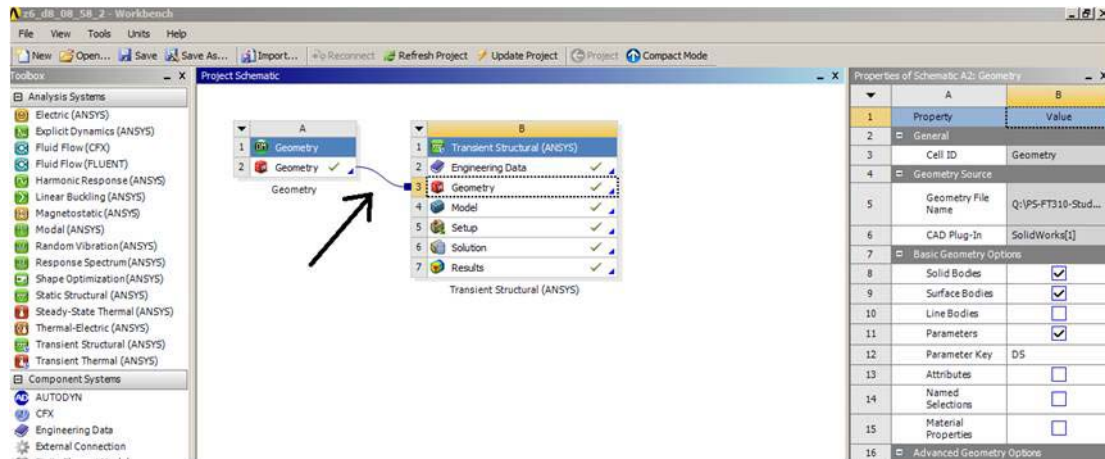 z6_d8_08_58_2 - Workbench
File View Tools Units Help
New Open... Save Save As... Import... Reconnect Refresh Project Update Project Project Compact Mode
Toolbox
Analysis Systems
Electric (ANSYS)
Explicit Dynamics (ANSYS)
Fluid Flow (CFX)
Fluid Flow (FLUENT)
Harmonic Response (ANSYS)
Linear Buckling (ANSYS)
Magnetostatic (ANSYS)
Modal (ANSYS)
Random Vibration (ANSYS)
Response Spectrum (ANSYS)
Shape Optimization (ANSYS)
Static Structural (ANSYS)
Steady-State Thermal (ANSYS)
Thermal-Electric (ANSYS)
Transient Structural (ANSYS)
Transient Thermal (ANSYS)
Component Systems
AUTODYN
CFX
Engineering Data
External Connection
Project Schematic
A
1 Geometry
2 Geometry
Geometry
B
1 Transient Structural (ANSYS)
2 Engineering Data
3 Geometry
4 Model
5 Setup
6 Solution
7 Results
Transient Structural (ANSYS)
Properties of Schematic A2: Geometry
A B
1 Property Value
2 General
3 Cell ID Geometry
4 Geometry Source
5 Geometry File Name Q:\PS-FT310-Stud...
6 CAD Plug-In SolidWorks[1]
7 Basic Geometry Options
8 Solid Bodies
9 Surface Bodies
10 Line Bodies
11 Parameters
12 Parameter Key DS
13 Attributes
14 Named Selections
15 Material Properties
16 Advanced Geometry Options